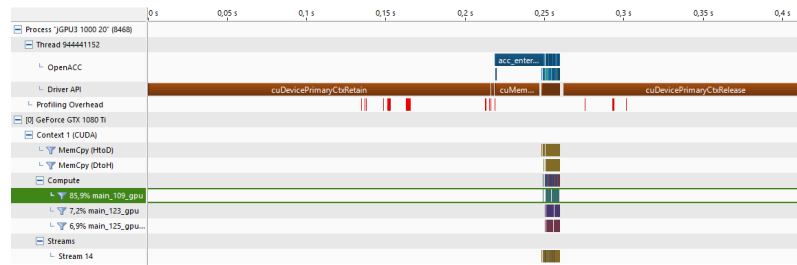 0 s 0,05 s 0,1 s 0,15 s 0,2 s 0,25 s 0,3 s 0,35 s 0,4 s
Process "jGPU3 1000 20" (8468)
Thread 944441152
OpenACC acc_enter...
Driver API cuDevicePrimaryCtxRetain cuMem... cuDevicePrimaryCtxRelease
Profiling Overhead
[0] GeForce GTX 1080 Ti
Context 1 (CUDA)
MemCpy (HtoD)
MemCpy (DtoH)
Compute
85,9% main_109_gpu
7,2% main_123_gpu
6,9% main_125_gpu...
Streams
Stream 14